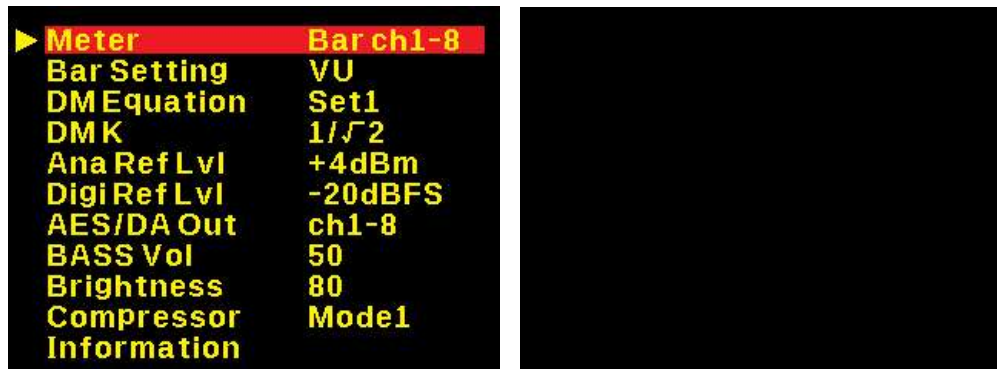 Meter Bar ch1-8
Bar Setting VU
DM Equation Set1
DM K 1/√2
Ana Ref Lvl +4dBm
Digi Ref Lvl -20dBFS
AES/DA Out ch1-8
BASS Vol 50
Brightness 80
Compressor Mode1
Information